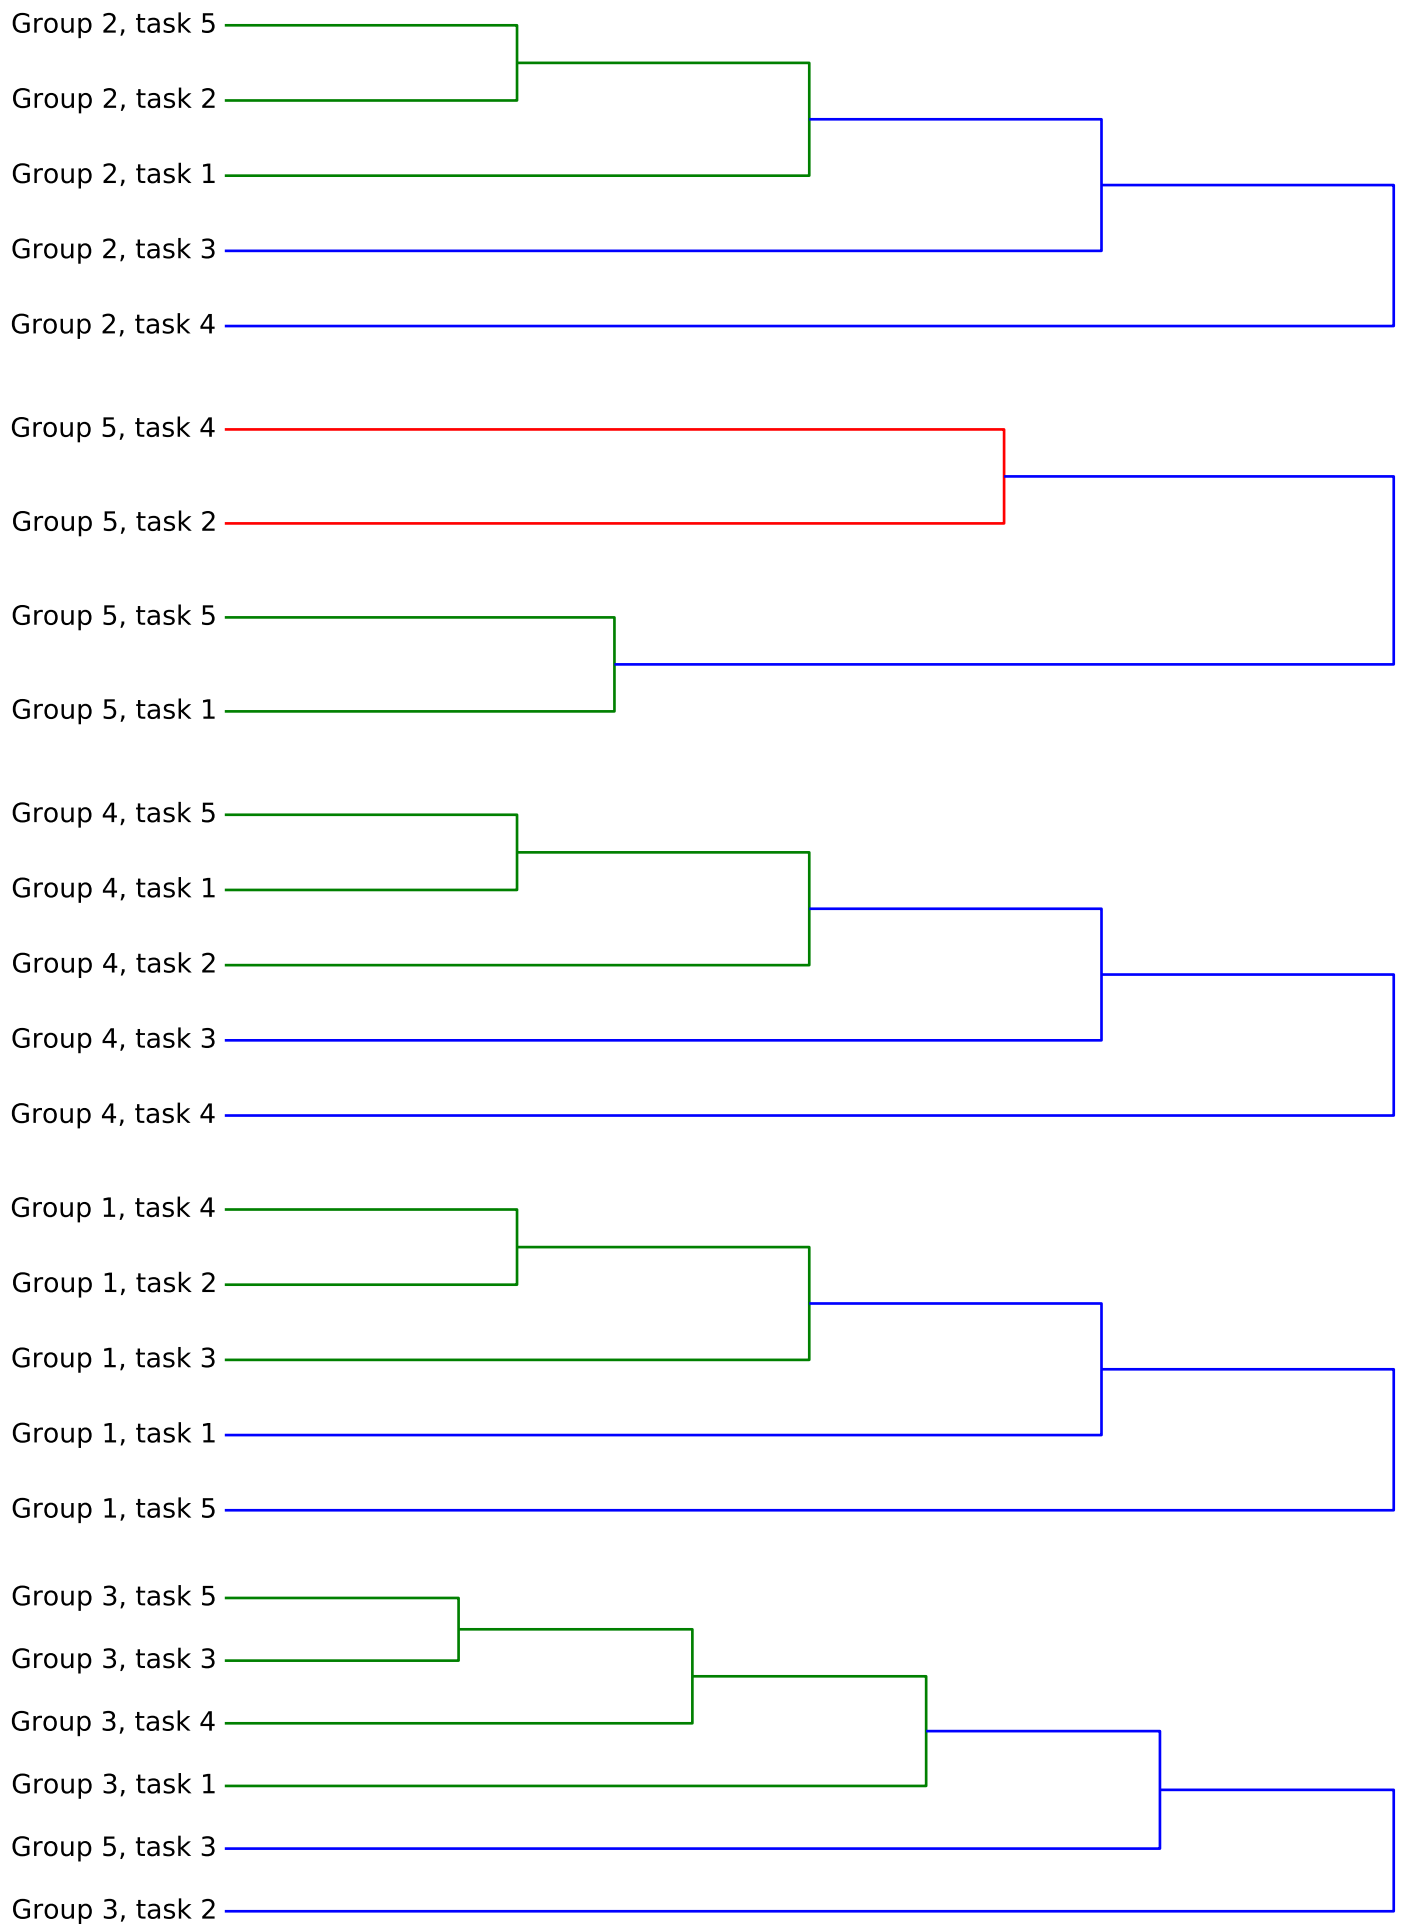 Group 2, task 5
Group 2, task 2
Group 2, task 1
Group 2, task 3
Group 2, task 4
Group 5, task 4
Group 5, task 2
Group 5, task 5
Group 5, task 1
Group 4, task 5
Group 4, task 1
Group 4, task 2
Group 4, task 3
Group 4, task 4
Group 1, task 4
Group 1, task 2
Group 1, task 3
Group 1, task 1
Group 1, task 5
Group 3, task 5
Group 3, task 3
Group 3, task 4
Group 3, task 1
Group 5, task 3
Group 3, task 2